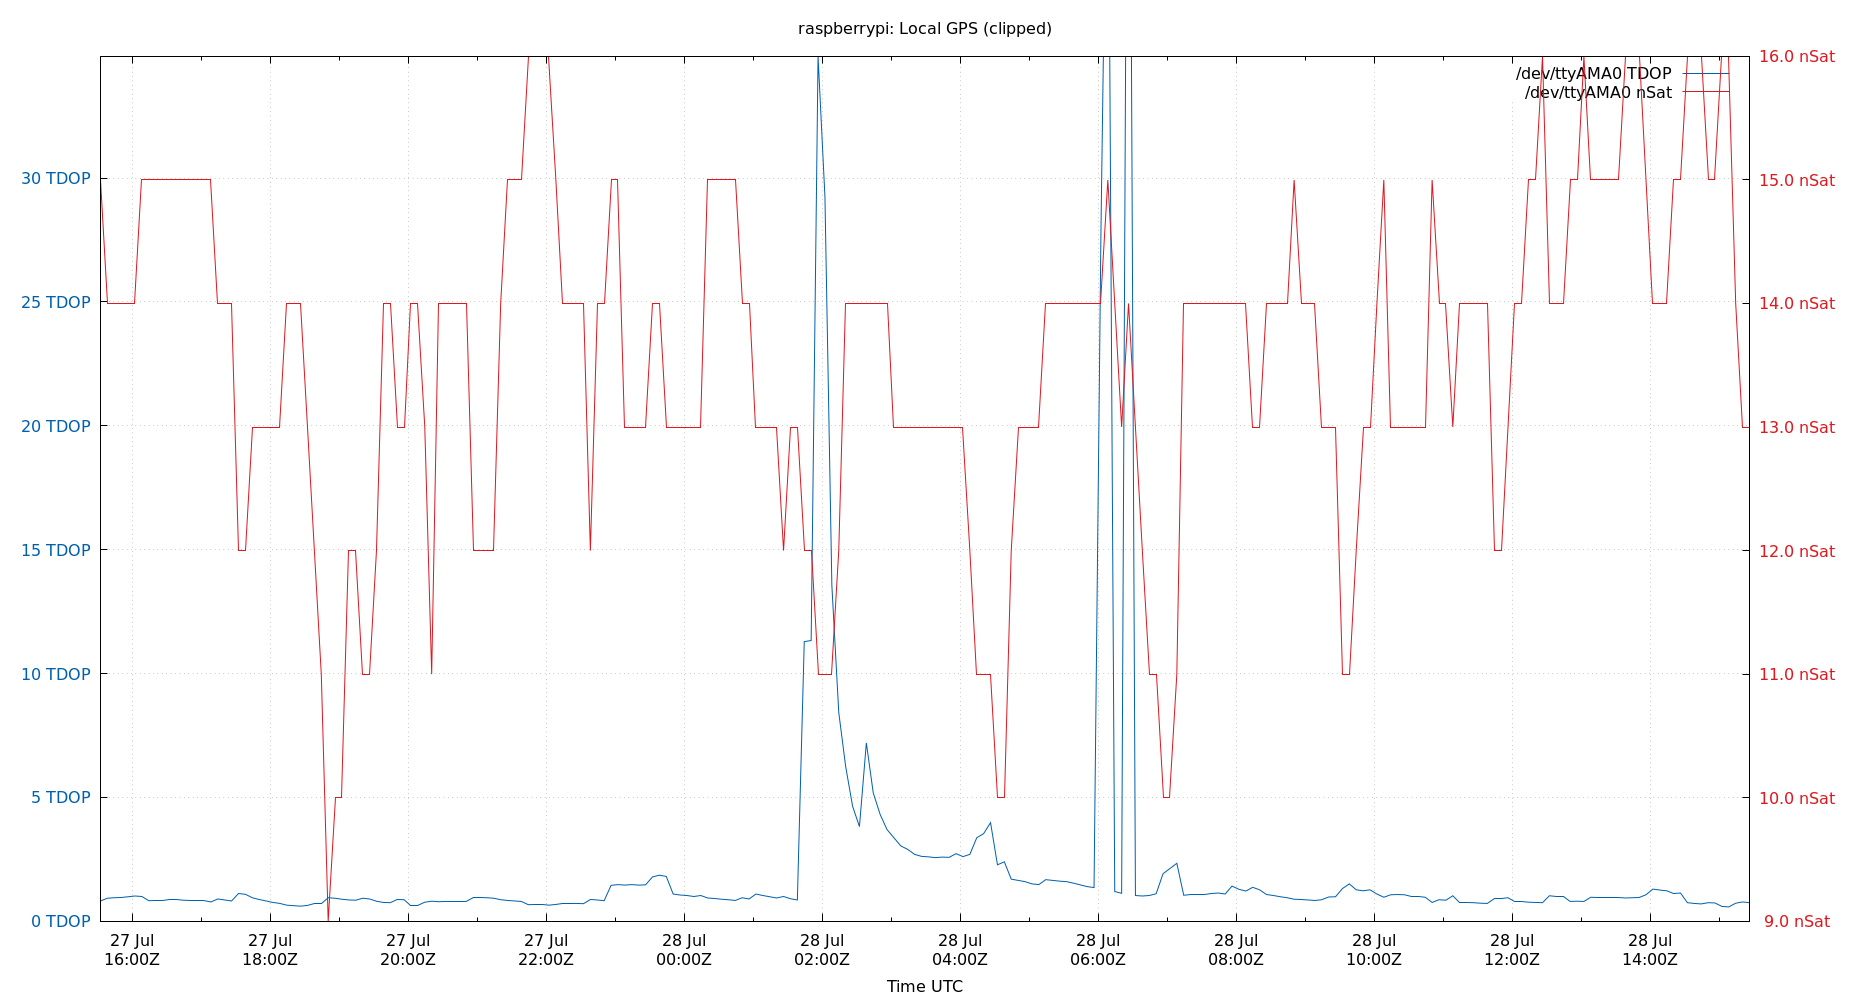 raspberrypi: Local GPS (clipped)
16.0 nSat
/dev/ttyAMA0 TDOP
/dev/ttyAMA0 nSat
30 TDOP
15.0 nSat
25 TDOP
14.0 nSat
20 TDOP
13.0 nSat
15 TDOP
12.0 nSat
10 TDOP
11.0 nSat
5 TDOP
10.0 nSat
0 TDOP
9.0 nSat
27 Jul
16:00Z
27 Jul
18:00Z
27 Jul
20:00Z
27 Jul
22:00Z
28 Jul
00:00Z
28 Jul
02:00Z
28 Jul
04:00Z
28 Jul
06:00Z
28 Jul
08:00Z
28 Jul
10:00Z
28 Jul
12:00Z
28 Jul
14:00Z
Time UTC